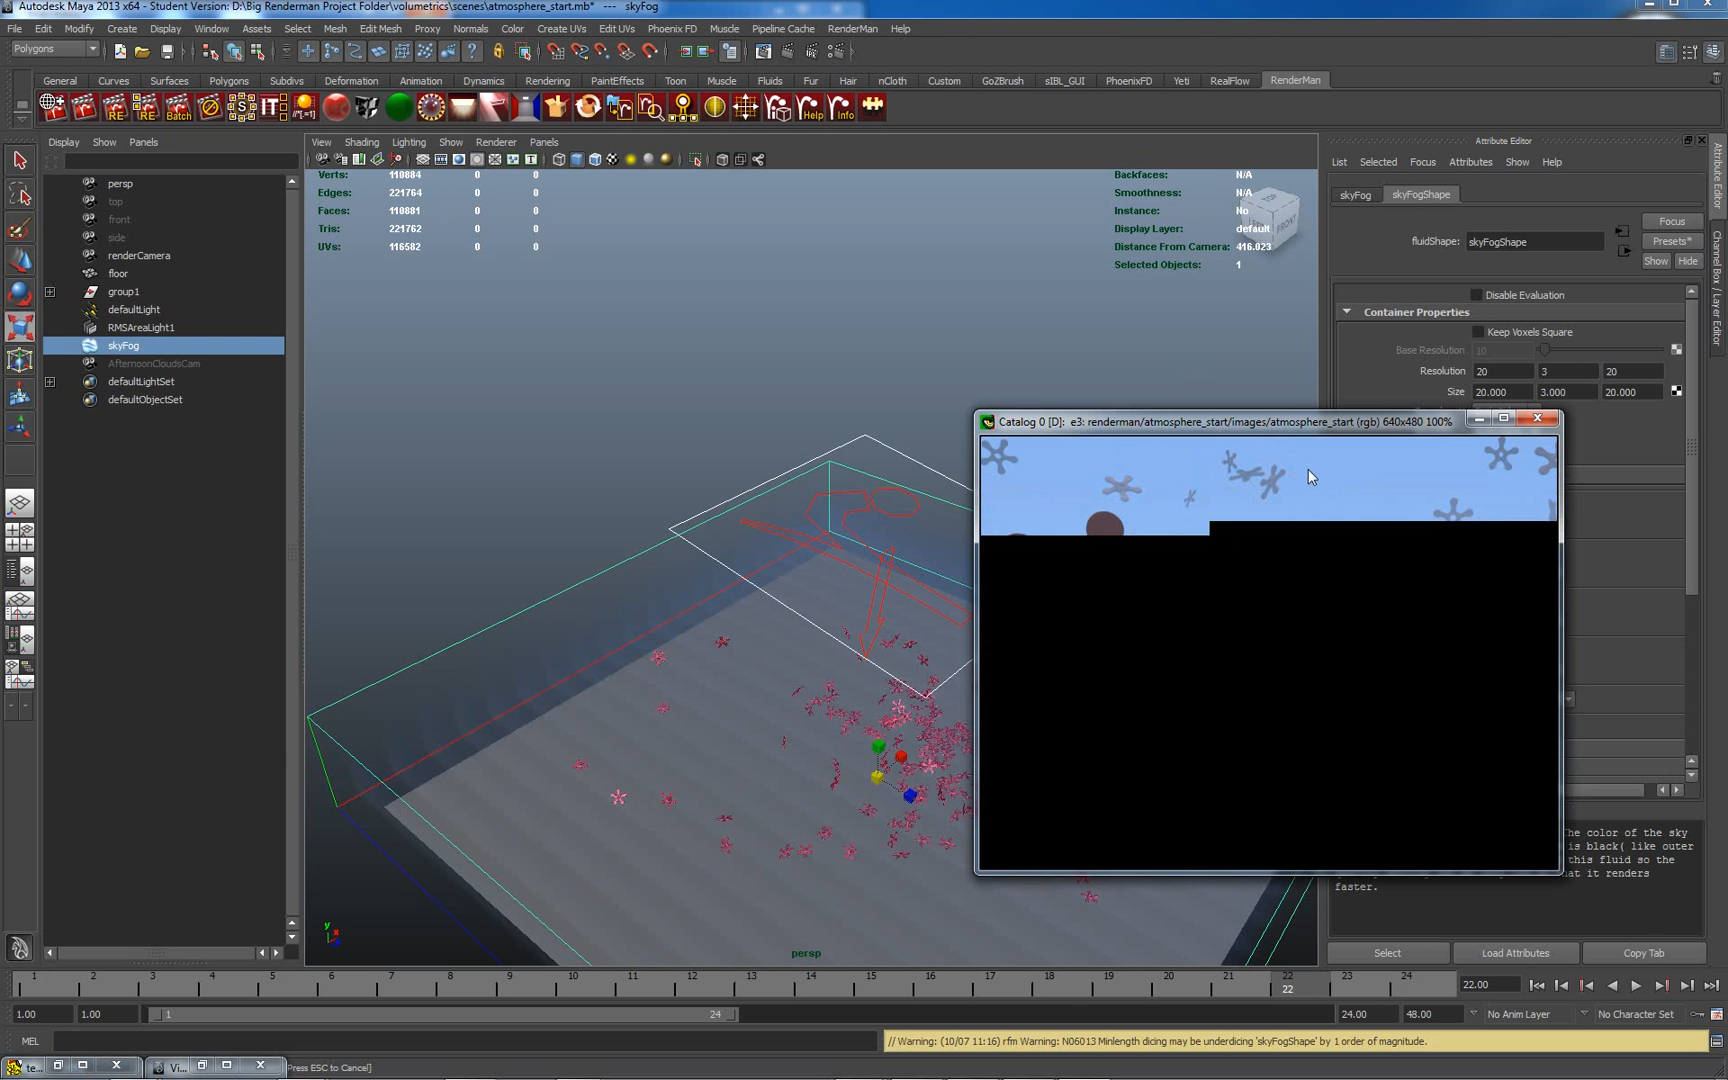 Autodesk Maya 2013 x64 - Student Version: D:\Big Renderman Project Folder\volumetrics\scenes\atmosphere_start.mb*   ---   skyFog
File Edit Modify Create Display Window Assets Select Mesh Edit Mesh Proxy Normals Color Create UVs Edit UVs Phoenix FD Muscle Pipeline Cache RenderMan Help
Polygons
General Curves Surfaces Polygons Subdivs Deformation Animation Dynamics Rendering PaintEffects Toon Muscle Fluids Fur Hair nCloth Custom GoZBrush sIBL_GUI PhoenixFD Yeti RealFlow RenderMan
RE RE Batch S IT Help Info
Display Show Panels
View Shading Lighting Show Renderer Panels
Attribute Editor
List Selected Focus Attributes Show Help
persp
top
front
side
renderCamera
floor
group1
defaultLight
RMSAreaLight1
skyFog
AfternoonCloudsCam
defaultLightSet
defaultObjectSet
Verts: 110884 0 0
Edges: 221764 0 0
Faces: 110881 0 0
Tris: 221762 0 0
UVs: 116582 0 0
Backfaces: N/A
Smoothness: N/A
Instance: No
Display Layer: default
Distance From Camera: 416.023
Selected Objects: 1
TOP
FRONT
skyFog skyFogShape
Focus
fluidShape: skyFogShape
Presets*
Show Hide
Disable Evaluation
Container Properties
Keep Voxels Square
Base Resolution 10
Resolution 20 3 20
Size 20.000 3.000 20.000
Attribute Editor
Channel Box / Layer Editor
Catalog 0 [D]: e3: renderman/atmosphere_start/images/atmosphere_start (rgb) 640x480 100%
The color of the sky
is black( like outer
this fluid so the
hat it renders
faster.
persp
Select Load Attributes Copy Tab
1 2 3 4 5 6 7 8 9 10 11 12 13 14 15 16 17 18 19 20 21 22 23 24
22
22.00
1.00 1.00 1 24 24.00 48.00 No Anim Layer No Character Set
MEL
// Warning: (10/07 11:16) rfm Warning: N06013 Minlength dicing may be underdicing 'skyFogShape' by 1 order of magnitude.
te... Vi... Press ESC to Cancel]